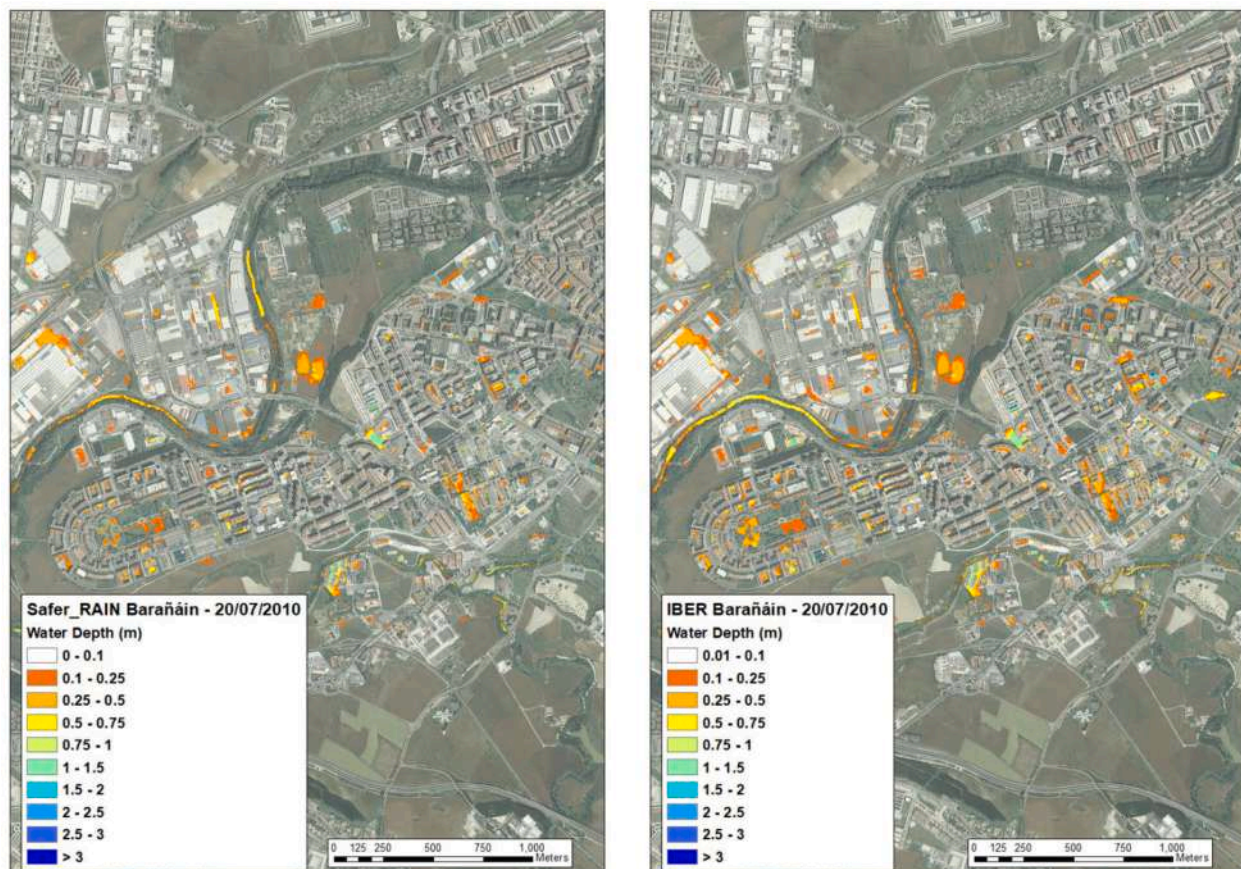 Safer_RAIN Barañáin - 20/07/2010
Water Depth (m)
0 - 0.1
0.1 - 0.25
0.25 - 0.5
0.5 - 0.75
0.75 - 1
1 - 1.5
1.5 - 2
2 - 2.5
2.5 - 3
> 3
0 125 250 500 750 1,000
Meters
IBER Barañáin - 20/07/2010
Water Depth (m)
0.01 - 0.1
0.1 - 0.25
0.25 - 0.5
0.5 - 0.75
0.75 - 1
1 - 1.5
1.5 - 2
2 - 2.5
2.5 - 3
> 3
0 125 250 500 750 1,000
Meters